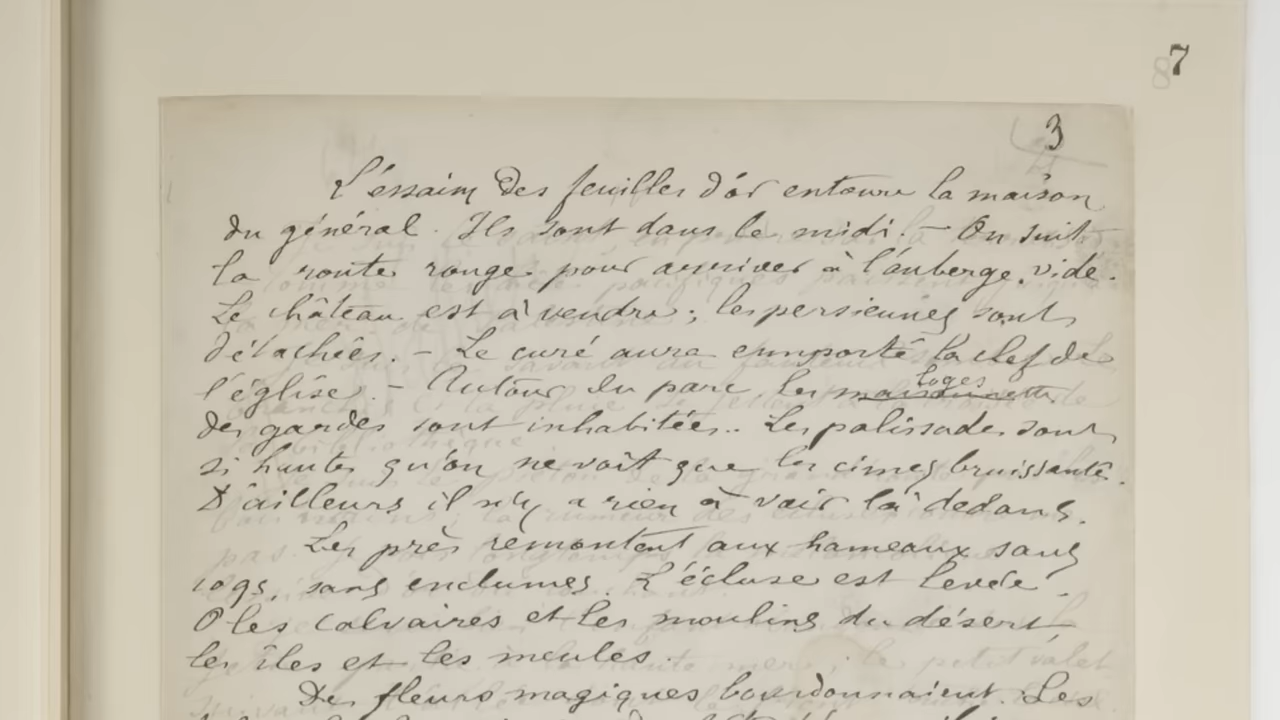 7
3
L'essaim des feuilles d'or entoure la maison
du général. Ils sont dans le midi. – On suit
la route rouge pour arriver à l'auberge vide.
Le château est à vendre ; les persiennes sont
détachées. – Le curé aura emporté la clef de
l'église. – Autour du parc les maisonnettes loges
des gardes sont inhabitées.. Les palissades sont
si hautes qu'on ne voit que les cimes bruissantes.
D'ailleurs il n'y a rien à voir là dedans.
Les près remontent aux hameaux sans
coqs, sans enclumes. L'écluse est levée.
O les calvaires et les moulins du désert,
les îles et les meules.
Des fleurs magiques bourdonnaient. Les